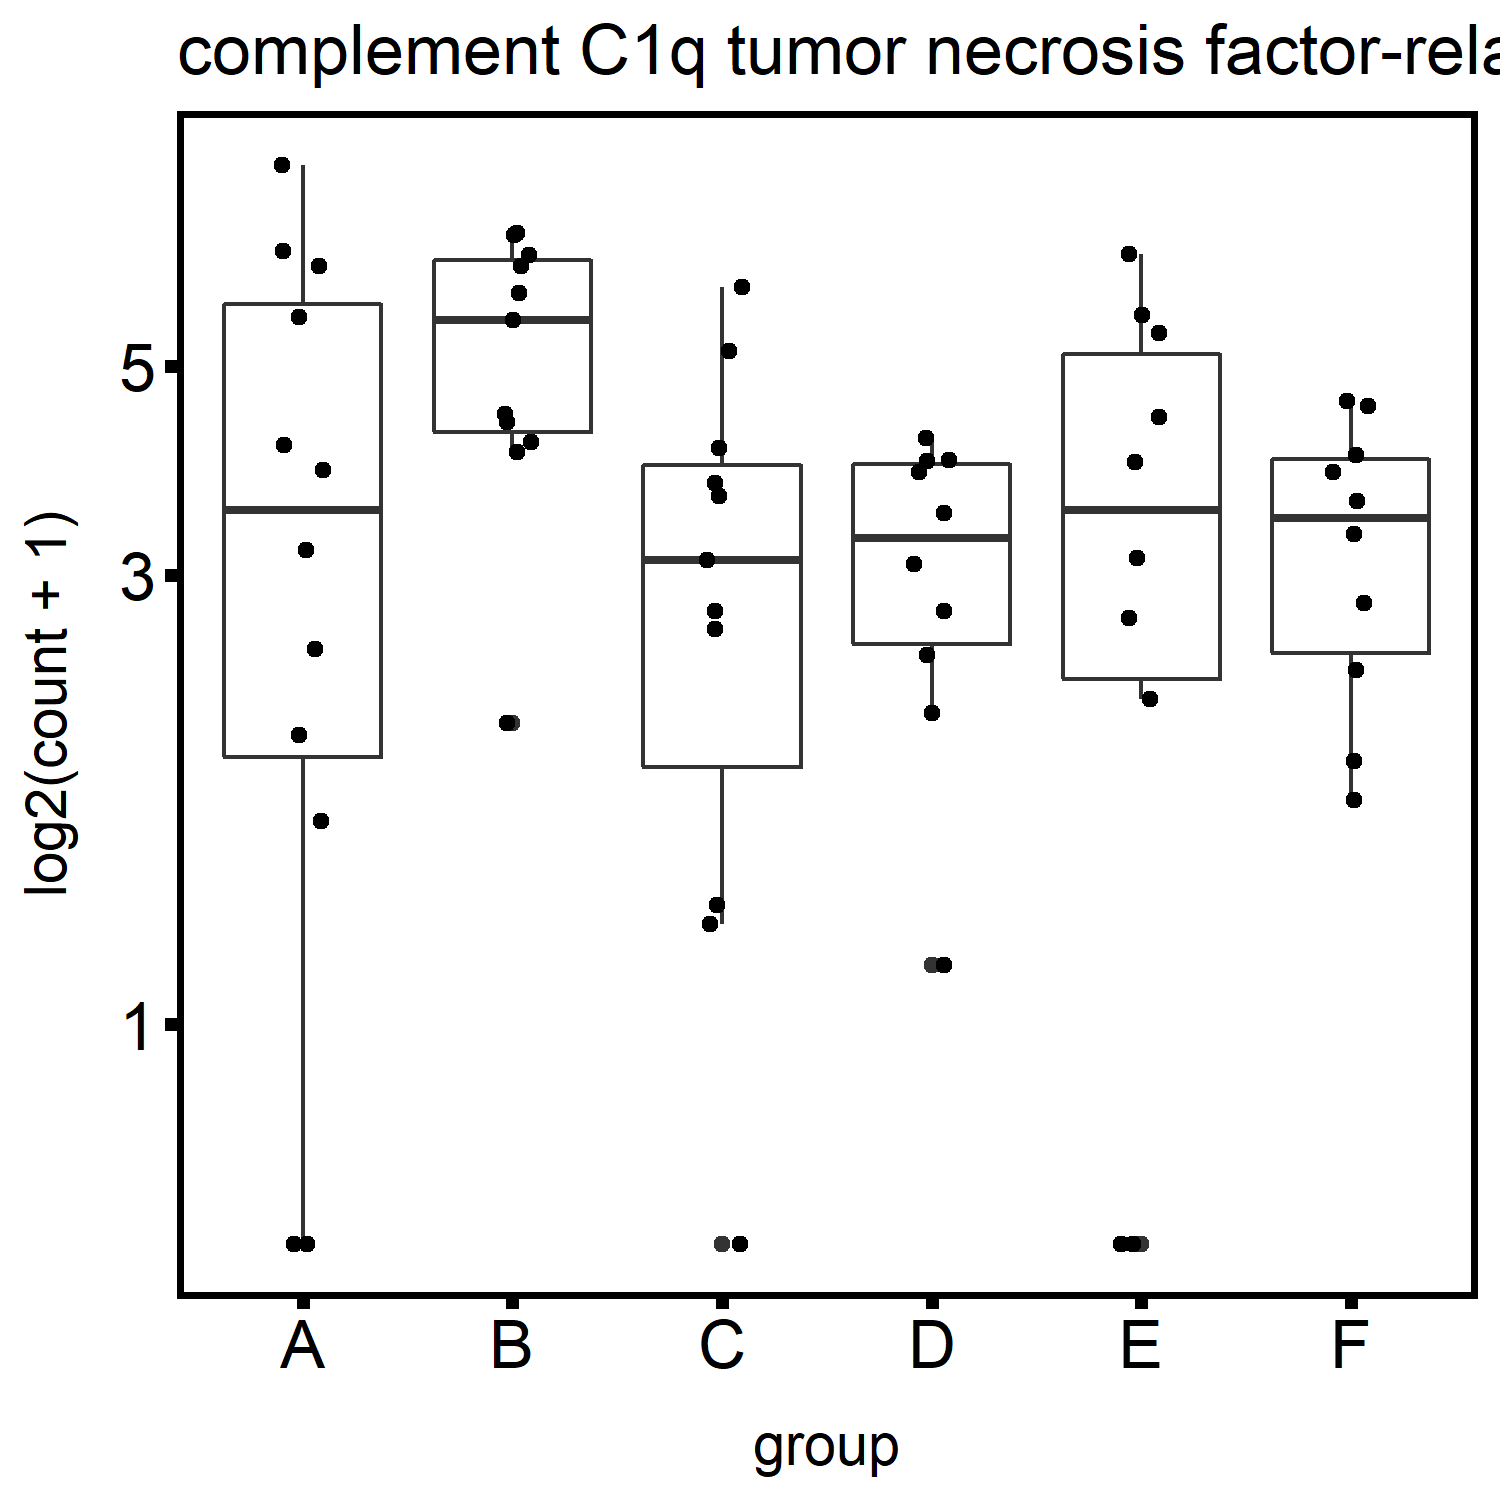 complement C1q tumor necrosis factor-rela
log2(count + 1)
5
3
1
A B C D E F
group